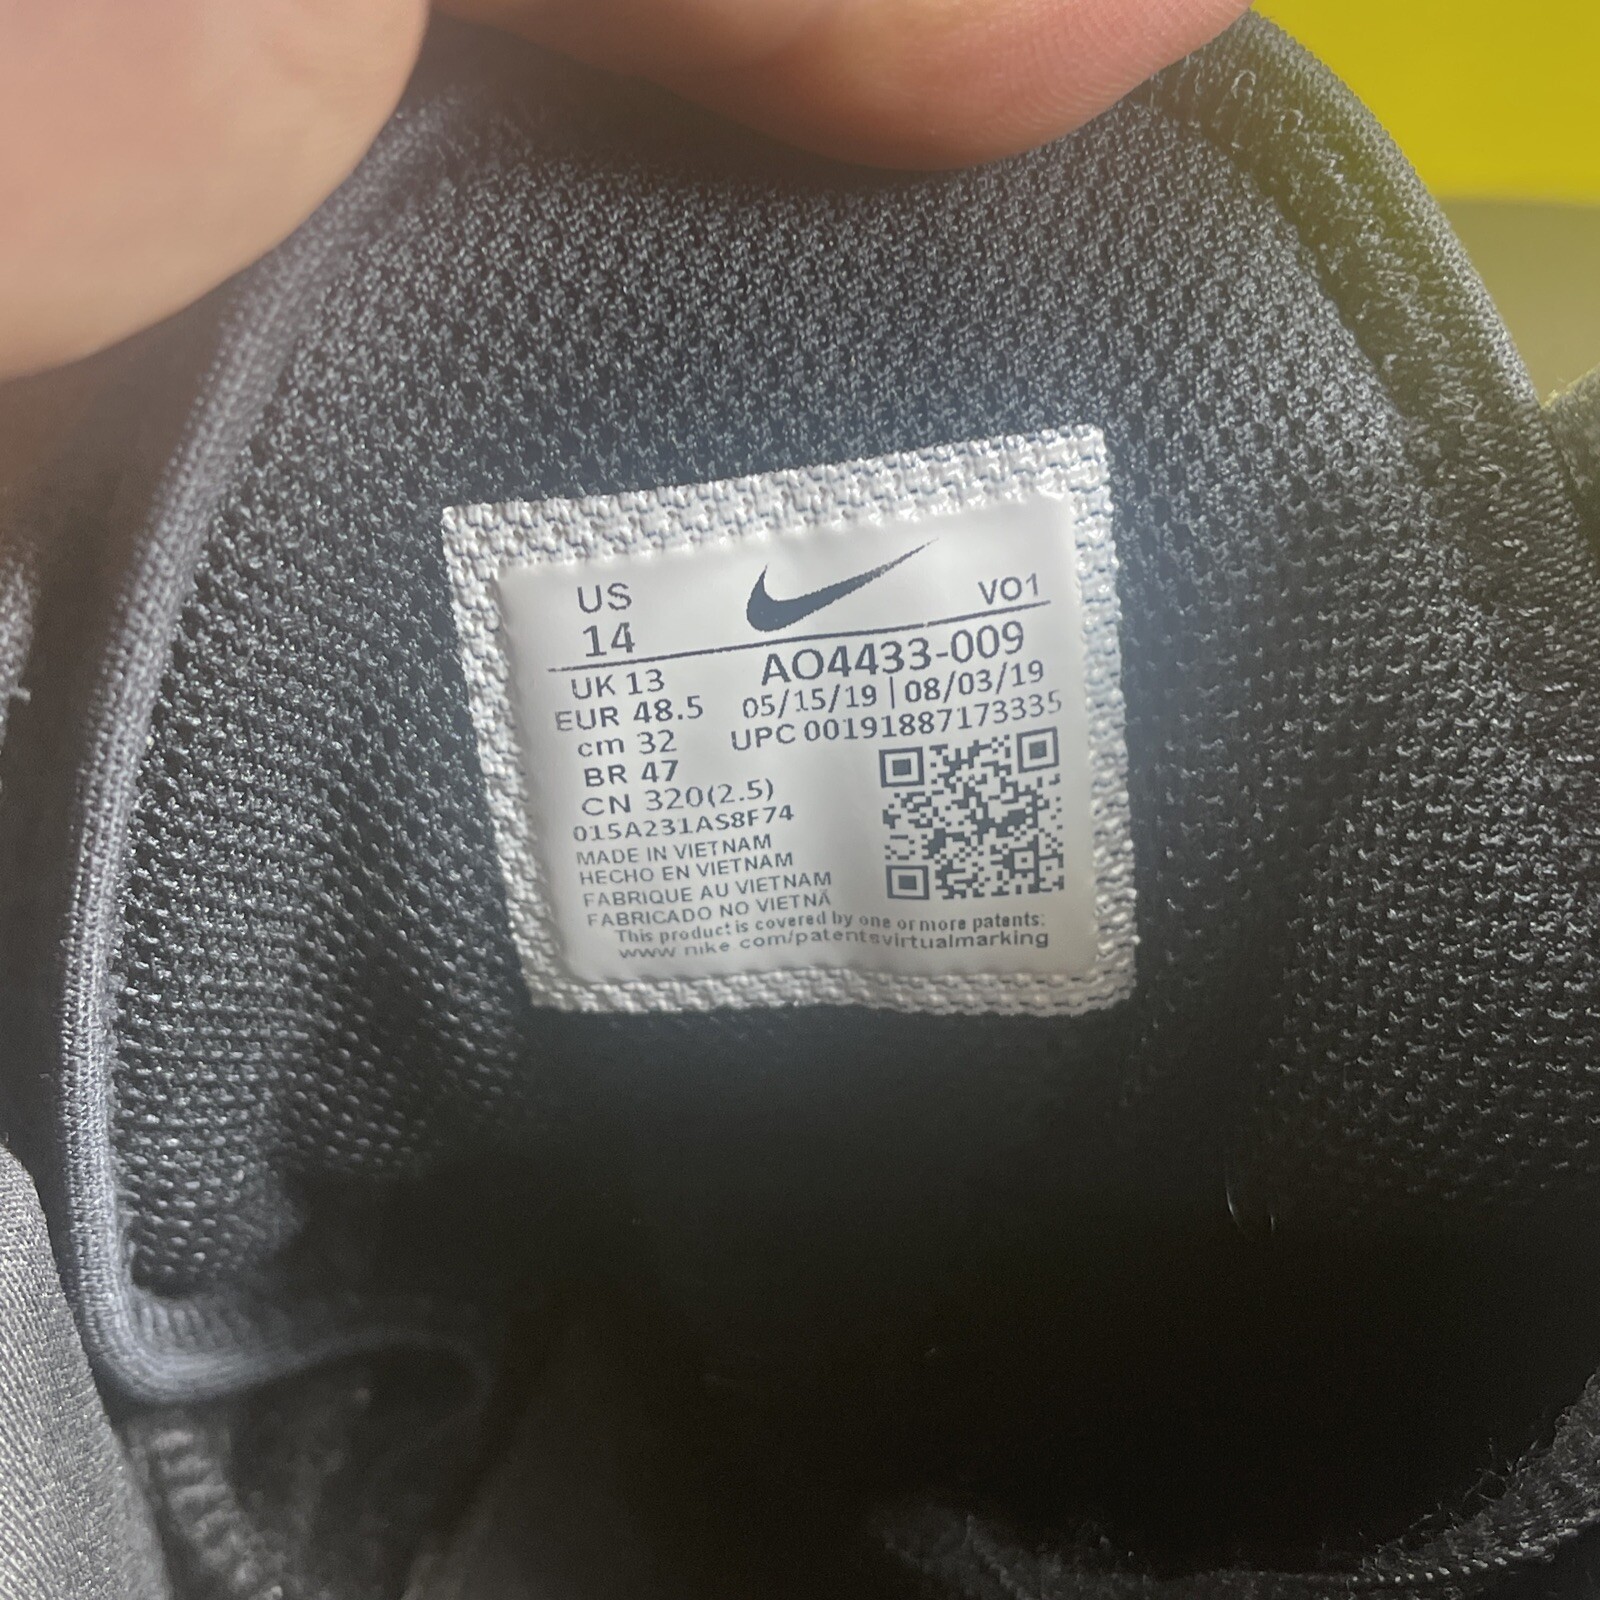 US
14
VO1
UK 13
AO4433-009
EUR 48.5
05/15/19 | 08/03/19
cm 32
UPC 00191887173335
BR 47
CN 320(2.5)
015A231AS8F74
MADE IN VIETNAM
HECHO EN VIETNAM
FABRIQUE AU VIETNAM
FABRICADO NO VIETNÃ
This product is covered by one or more patents:
www.nike com/patentsvirtualmarking